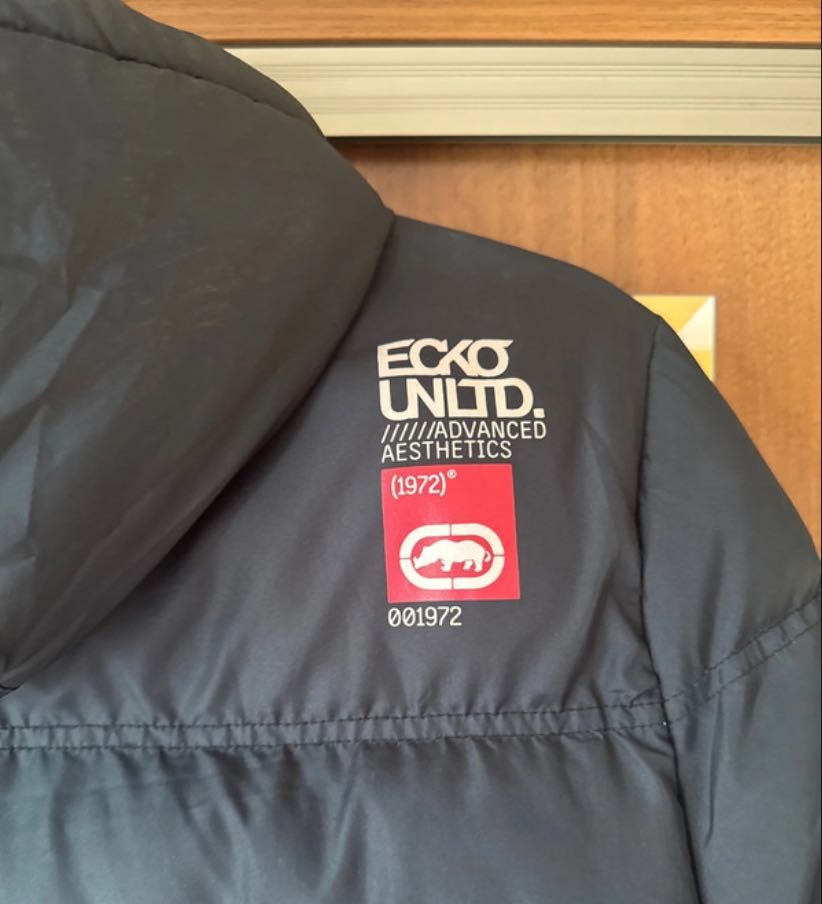 ECKO
UNLTD.
//////ADVANCED
AESTHETICS
(1972)®
001972